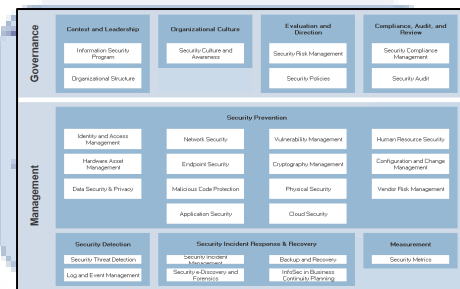 Governance
Context and Leadership
Information Security
Program
Organizational Structure
Organizational Culture
Security Culture and
Awareness
Evaluation and
Direction
Security Risk Management
Security Policies
Compliance, Audit, and
Review
Security Compliance
Management
Security Audit
Management
Security Prevention
Identity and Access
Management
Hardware Asset
Management
Data Security & Privacy
Network Security
Endpoint Security
Malicious Code Protection
Application Security
Vulnerability Management
Cryptography Management
Physical Security
Cloud Security
Human Resource Security
Configuration and Change
Management
Vendor Risk Management
Security Detection
Security Threat Detection
Log and Event Management
Security Incident Response & Recovery
Security Incident
Management
Security e-Discovery and
Forensics
Backup and Recovery
InfoSec in Business
Continuity Planning
Measurement
Security Metrics